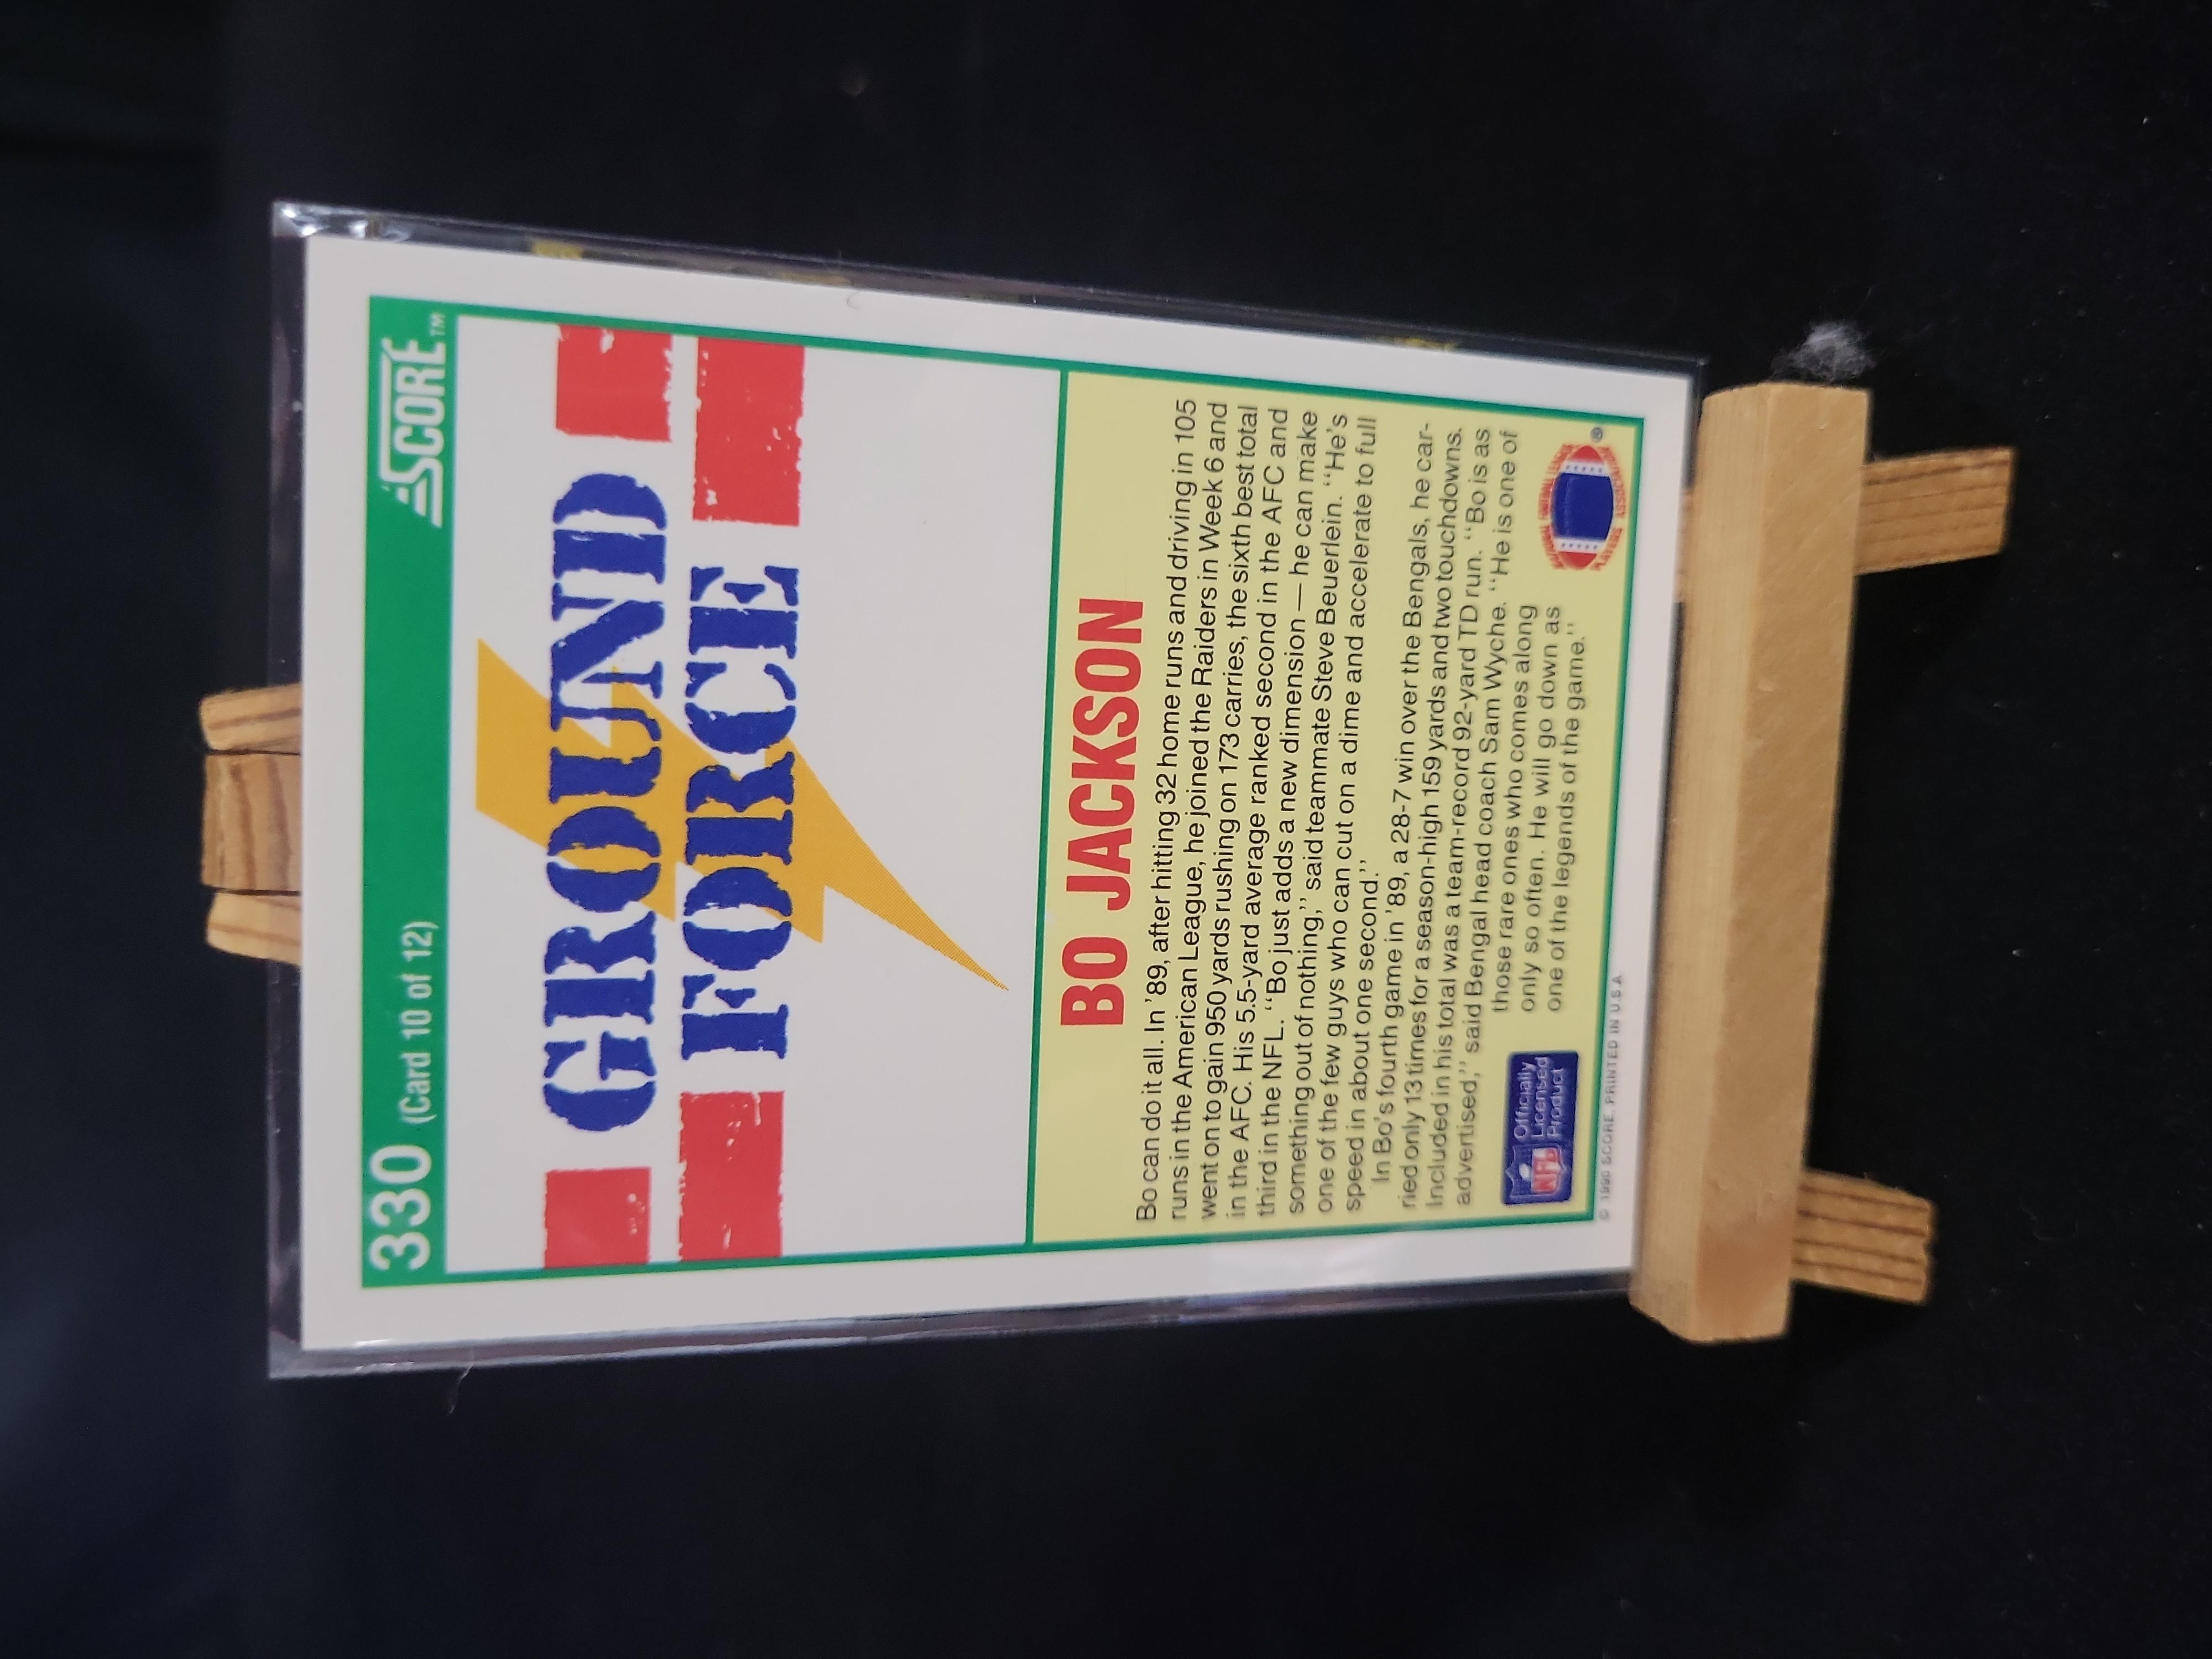 330 (Card 10 of 12) SCORE™
GROUND
FORCE
BO JACKSON
Bo can do it all. In '89, after hitting 32 home runs and driving in 105
runs in the American League, he joined the Raiders in Week 6 and
went on to gain 950 yards rushing on 173 carries, the sixth best total
in the AFC. His 5.5-yard average ranked second in the AFC and
third in the NFL. "Bo just adds a new dimension — he can make
something out of nothing," said teammate Steve Beuerlein. "He's
one of the few guys who can cut on a dime and accelerate to full
speed in about one second."
In Bo's fourth game in '89, a 28-7 win over the Bengals, he car-
ried only 13 times for a season-high 159 yards and two touchdowns.
Included in his total was a team-record 92-yard TD run. "Bo is as
advertised," said Bengal head coach Sam Wyche. "He is one of
those rare ones who comes along
only so often. He will go down as
one of the legends of the game."
NFL
Officially
Licensed
Product
NATIONAL FOOTBALL LEAGUE
PLAYERS ASSOCIATION
®
© 1990 SCORE, PRINTED IN U.S.A.